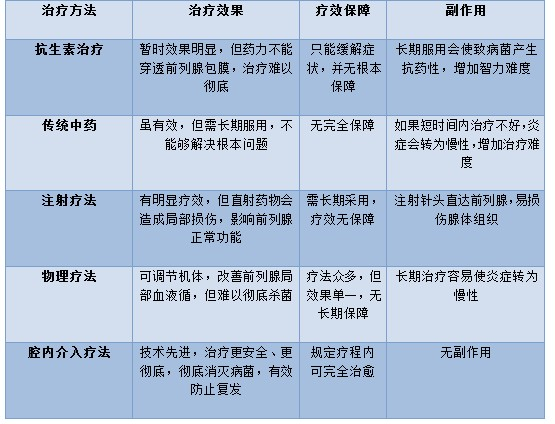 治疗方法 治疗效果 疗效保障 副作用
抗生素治疗
暂时效果明显，但药力不能
穿透前列腺包膜，治疗难以
彻底
只能缓解症
状，并无根本
保障
长期服用会使致病菌产生
抗药性，增加智力难度
传统中药
虽有效，但需长期服用，不
能够解决根本问题
无完全保障
如果短时间内治疗不好，炎
症会转为慢性，增加治疗难
度
注射疗法
有明显疗效，但直射药物会
造成局部损伤，影响前列腺
正常功能
需长期采用，
疗效无保障
注射针头直达前列腺，易损
伤腺体组织
物理疗法
可调节机体，改善前列腺局
部血液循，但难以彻底杀菌
疗法众多，但
效果单一，无
长期保障
长期治疗容易使炎症转为
慢性
腔内介入疗法
技术先进，治疗更安全、更
彻底，彻底消灭病菌，有效
防止复发
规定疗程内
可完全治愈
无副作用